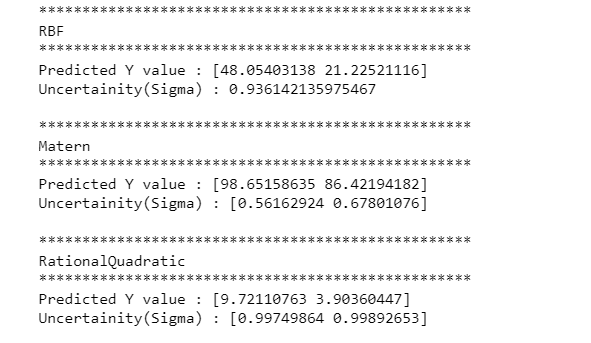 **************************************************
RBF
**************************************************
Predicted Y value : [48.05403138 21.22521116]
Uncertainity(Sigma) : 0.936142135975467
**************************************************
Matern
**************************************************
Predicted Y value : [98.65158635 86.42194182]
Uncertainity(Sigma) : [0.56162924 0.67801076]
**************************************************
RationalQuadratic
**************************************************
Predicted Y value : [9.72110763 3.90360447]
Uncertainity(Sigma) : [0.99749864 0.99892653]